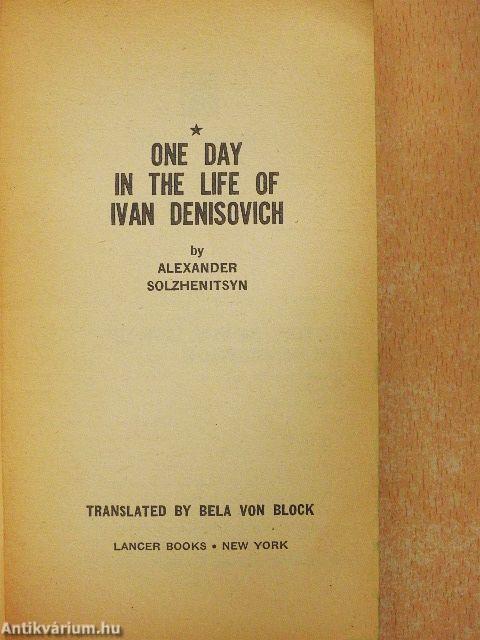 ★
ONE DAY
IN THE LIFE OF
IVAN DENISOVICH
by
ALEXANDER
SOLZHENITSYN
TRANSLATED BY BELA VON BLOCK
LANCER BOOKS • NEW YORK
Antikvárium.hu